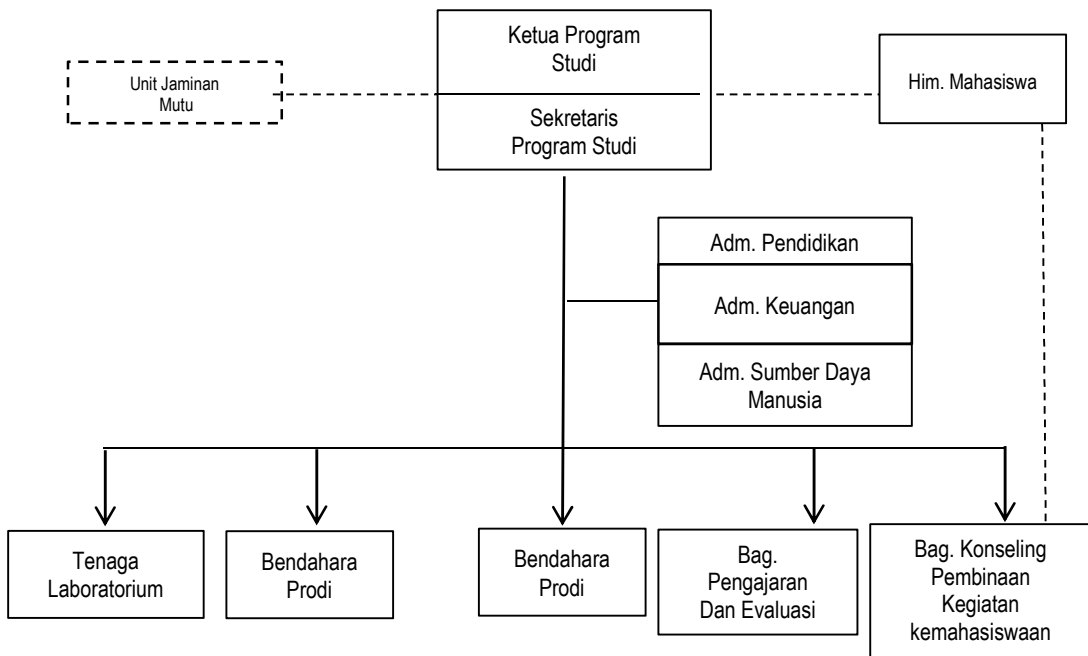 Ketua Program
Studi
Unit Jaminan
Mutu
Him. Mahasiswa
Sekretaris
Program Studi
Adm. Pendidikan
Adm. Keuangan
Adm. Sumber Daya
Manusia
Tenaga
Laboratorium
Bendahara
Prodi
Bendahara
Prodi
Bag.
Pengajaran
Dan Evaluasi
Bag. Konseling
Pembinaan
Kegiatan
kemahasiswaan